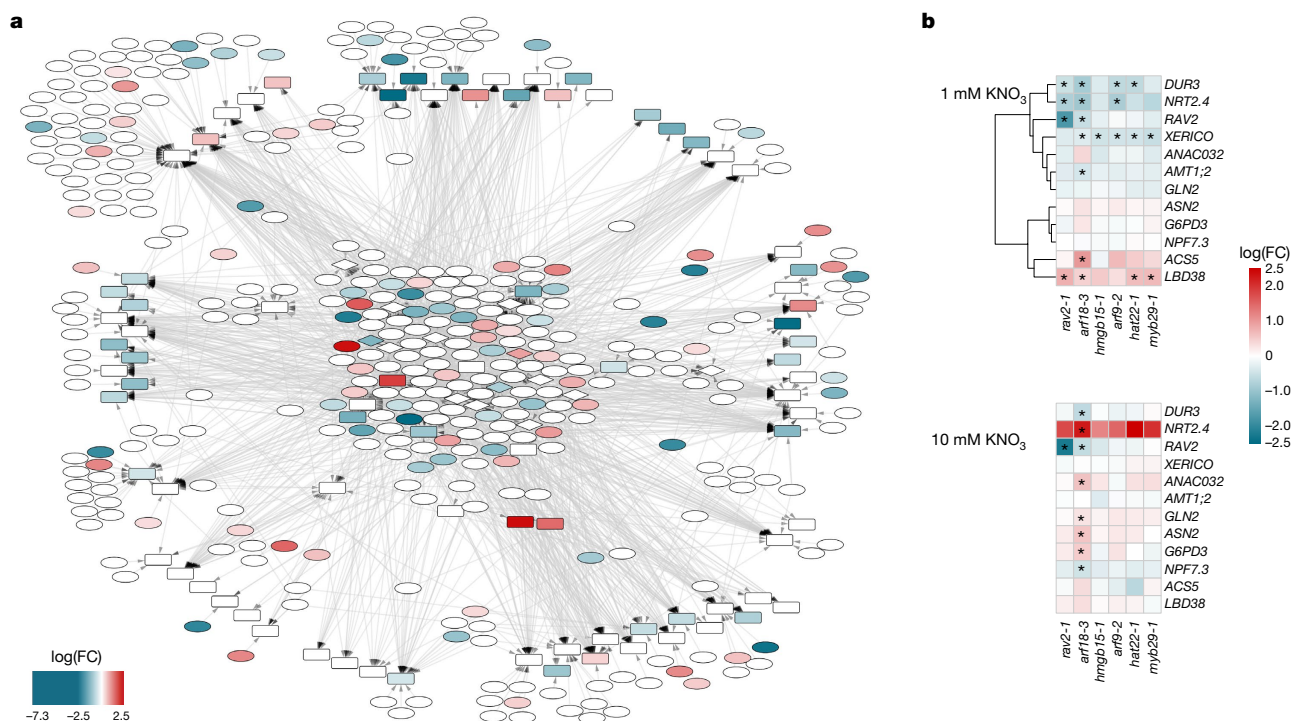 a
log(FC)
−7.3 −2.5 2.5
b
1 mM KNO3
DUR3
NRT2.4
RAV2
XERICO
ANAC032
AMT1;2
GLN2
ASN2
G6PD3
NPF7.3
ACS5
LBD38
rav2-1
arf18-3
hmgb15-1
arf9-2
hat22-1
myb29-1
log(FC)
2.5
2.0
1.0
0
−1.0
−2.0
−2.5
10 mM KNO3
DUR3
NRT2.4
RAV2
XERICO
ANAC032
AMT1;2
GLN2
ASN2
G6PD3
NPF7.3
ACS5
LBD38
rav2-1
arf18-3
hmgb15-1
arf9-2
hat22-1
myb29-1